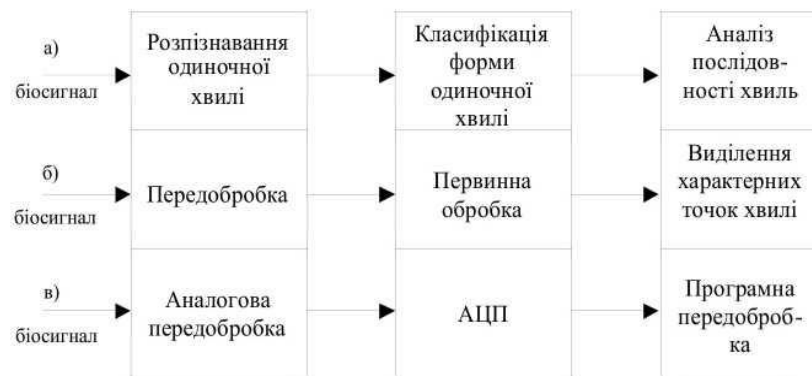 а)
біосигнал
Розпізнавання
одиночної
хвилі
Класифікація
форми
одиночної
хвилі
Аналіз
послідов-
ності хвиль
б)
біосигнал
Передобробка
Первинна
обробка
Виділення
характерних
точок хвилі
в)
біосигнал
Аналогова
передобробка
АЦП
Програмна
передоброб-
ка